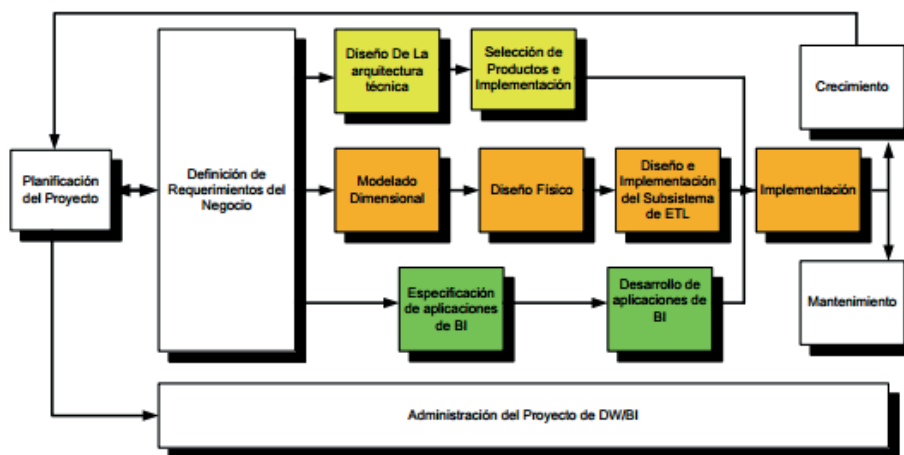 Planificación
del Proyecto
Definición de
Requerimientos del
Negocio
Diseño De La
arquitectura
técnica
Selección de
Productos e
Implementación
Modelado
Dimensional
Diseño Físico
Diseño e
Implementación
del Subsistema
de ETL
Implementación
Especificación
de aplicaciones
de BI
Desarrollo de
aplicaciones de
BI
Crecimiento
Mantenimiento
Administración del Proyecto de DW/BI